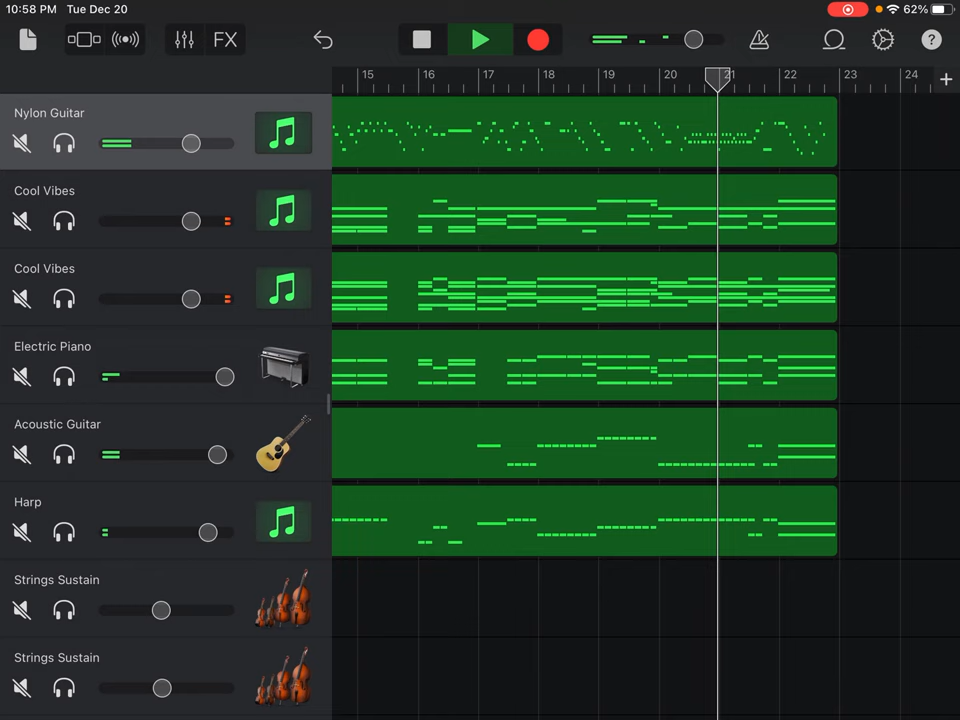 10:58 PM Tue Dec 20 62%
FX ?
15 16 17 18 19 20 21 22 23 24 +
Nylon Guitar
Cool Vibes
Cool Vibes
Electric Piano
Acoustic Guitar
Harp
Strings Sustain
Strings Sustain